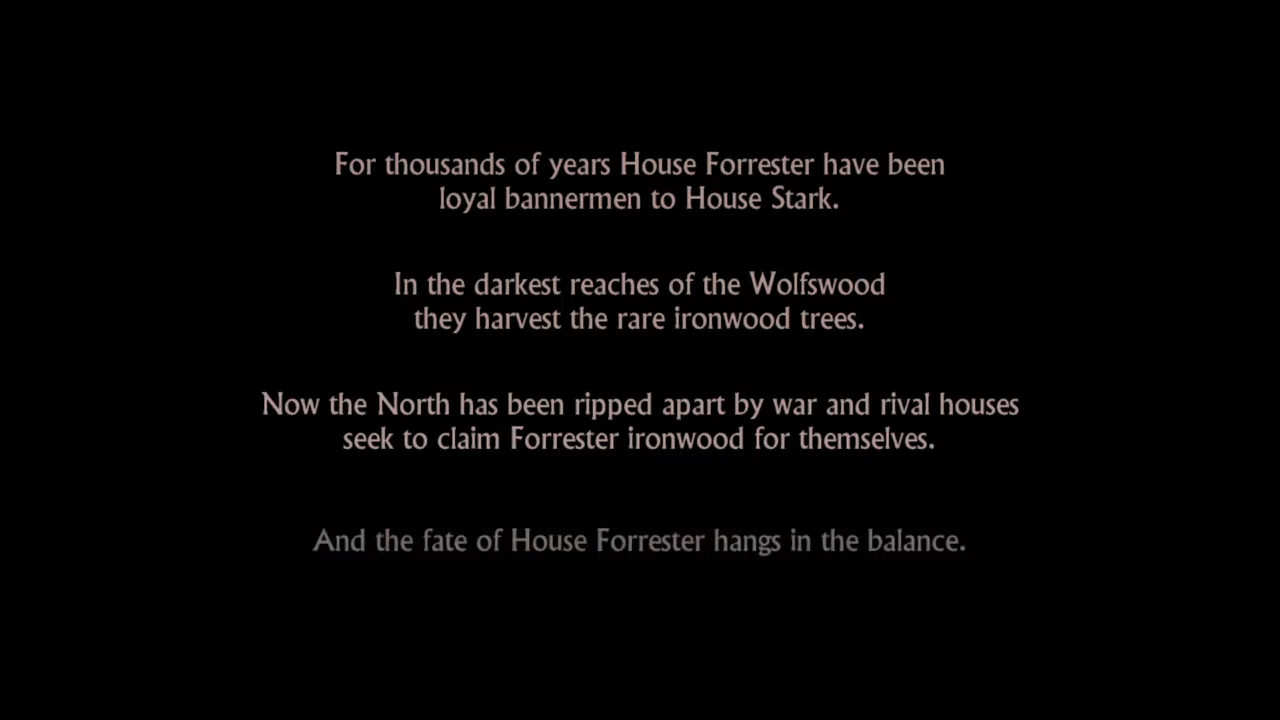 For thousands of years House Forrester have been
loyal bannermen to House Stark.
In the darkest reaches of the Wolfswood
they harvest the rare ironwood trees.
Now the North has been ripped apart by war and rival houses
seek to claim Forrester ironwood for themselves.
And the fate of House Forrester hangs in the balance.